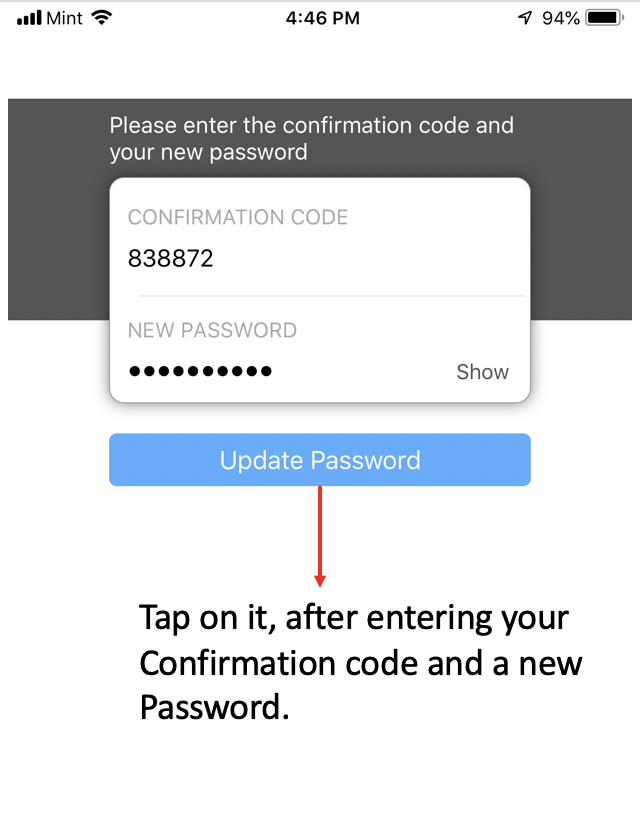 Mint 4:46 PM 94%
Please enter the confirmation code and
your new password
CONFIRMATION CODE
838872
NEW PASSWORD
●●●●●●●●●● Show
Update Password
Tap on it, after entering your
Confirmation code and a new
Password.